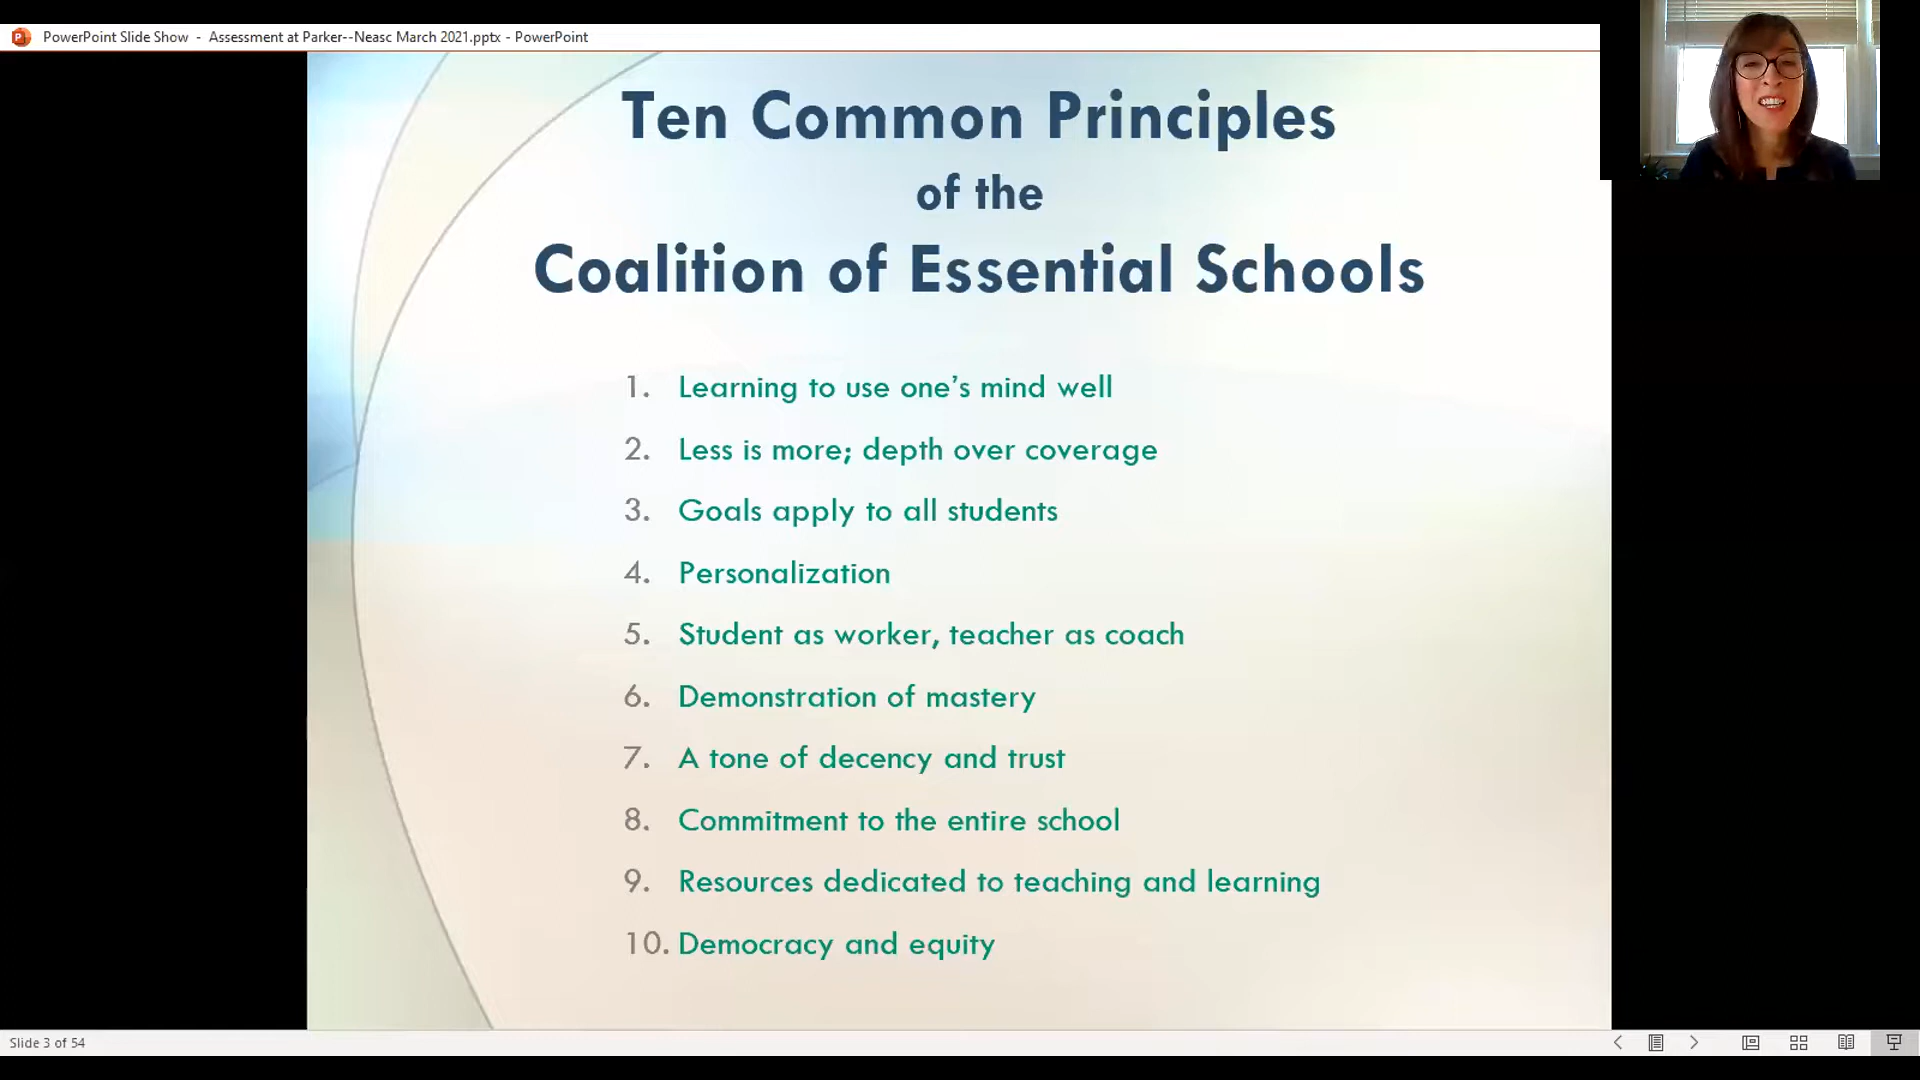 PowerPoint Slide Show - Assessment at Parker--Neasc March 2021.pptx - PowerPoint
Ten Common Principles
of the
Coalition of Essential Schools
1. Learning to use one’s mind well
2. Less is more; depth over coverage
3. Goals apply to all students
4. Personalization
5. Student as worker, teacher as coach
6. Demonstration of mastery
7. A tone of decency and trust
8. Commitment to the entire school
9. Resources dedicated to teaching and learning
10. Democracy and equity
Slide 3 of 54